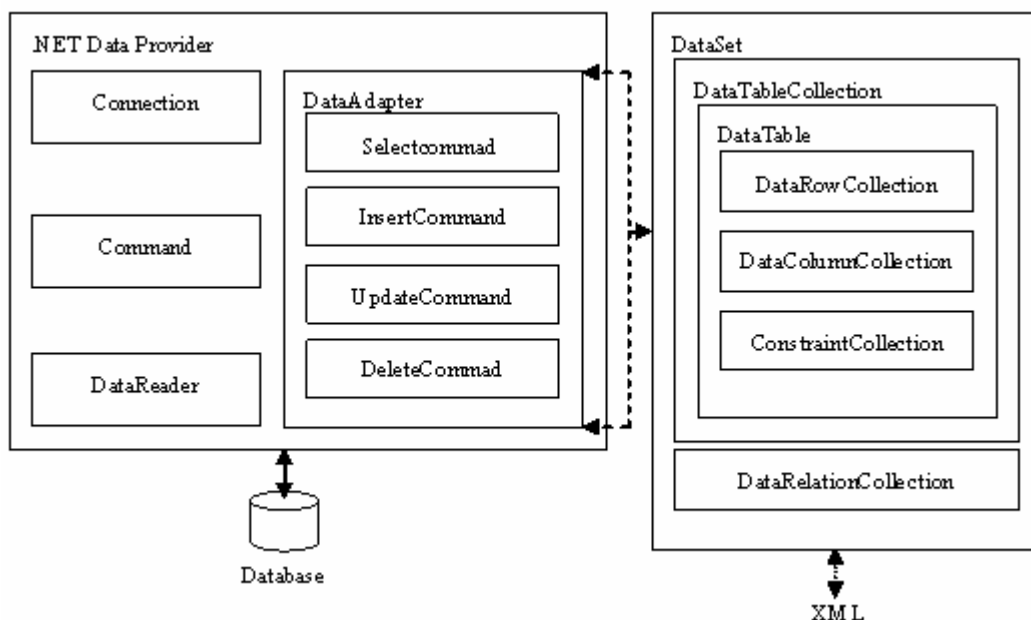 NET Data Provider
Connection
Command
DataReader
DataAdapter
Selectcommad
InsertCommand
UpdateCommand
DeleteCommad
Database
DataSet
DataTableCollection
DataTable
DataRowCollection
DataColumnCollection
ConstraintCollection
DataRelationCollection
XML